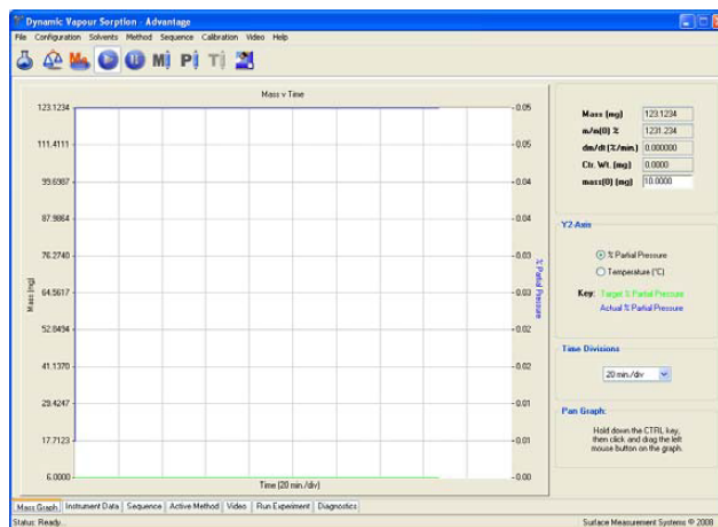 Dynamic Vapour Sorption - Advantage
File Configuration Solvents Method Sequence Calibration Video Help
M P T
Mass v Time
123.1234
111.4111
99.6987
87.9864
76.2740
64.5617
52.8494
41.1370
29.4247
17.7123
6.0000
Mass (mg)
0.05
0.05
0.04
0.04
0.03
0.03
0.02
0.02
0.01
0.01
0.00
% Partial Pressure
Time (20 min./div)
Mass (mg) 123.1234
m/m(0) % 1231.234
dm/dt (%/min.) 0.000000
Ctr. Wt. (mg) 0.0000
mass(0) (mg) 10.0000
Y2-Axis
% Partial Pressure
Temperature (°C)
Key: Target % Partial Pressure
Actual % Partial Pressure
Time Divisions
20 min./div
Pan Graph:
Hold down the CTRL key,
then click and drag the left
mouse button on the graph.
Mass Graph Instrument Data Sequence Active Method Video Run Experiment Diagnostics
Status: Ready... Surface Measurement Systems © 2008